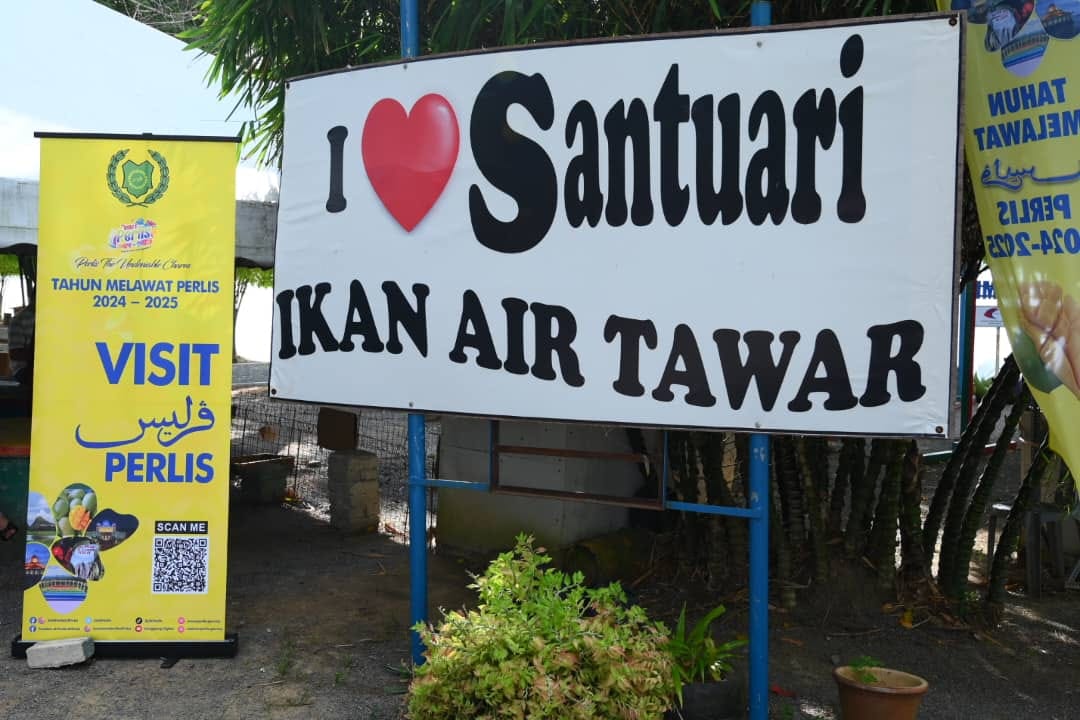 I ❤ Santuari
IKAN AIR TAWAR
Perlis
Perlis The Undeniable Charm
TAHUN MELAWAT PERLIS
2024 – 2025
VISIT
ڤرليس
PERLIS
SCAN ME
TAHUN
MELAWAT
PERLIS
2024-2025